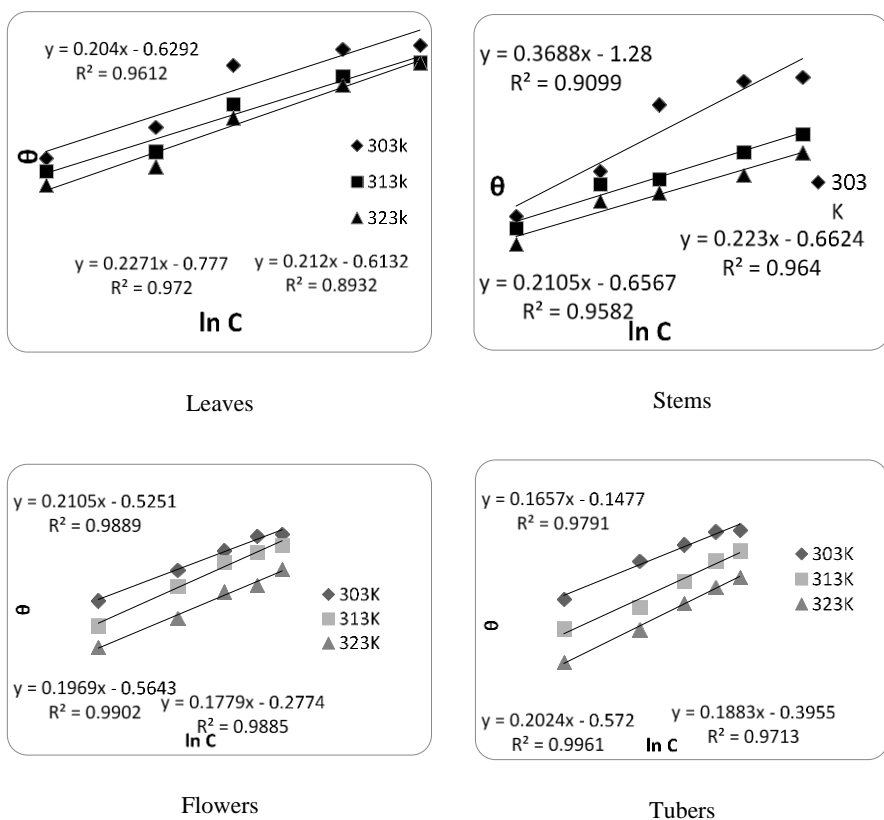 y = 0.204x - 0.6292
R² = 0.9612
θ
303k
313k
323k
y = 0.2271x - 0.777
R² = 0.972
y = 0.212x - 0.6132
R² = 0.8932
ln C
Leaves
y = 0.3688x - 1.28
R² = 0.9099
θ
303
K
y = 0.223x - 0.6624
R² = 0.964
y = 0.2105x - 0.6567
R² = 0.9582
ln C
Stems
y = 0.2105x - 0.5251
R² = 0.9889
θ
303K
313K
323K
y = 0.1969x - 0.5643
R² = 0.9902
y = 0.1779x - 0.2774
R² = 0.9885
ln C
Flowers
y = 0.1657x - 0.1477
R² = 0.9791
θ
303K
313K
323K
y = 0.2024x - 0.572
R² = 0.9961
y = 0.1883x - 0.3955
R² = 0.9713
ln C
Tubers